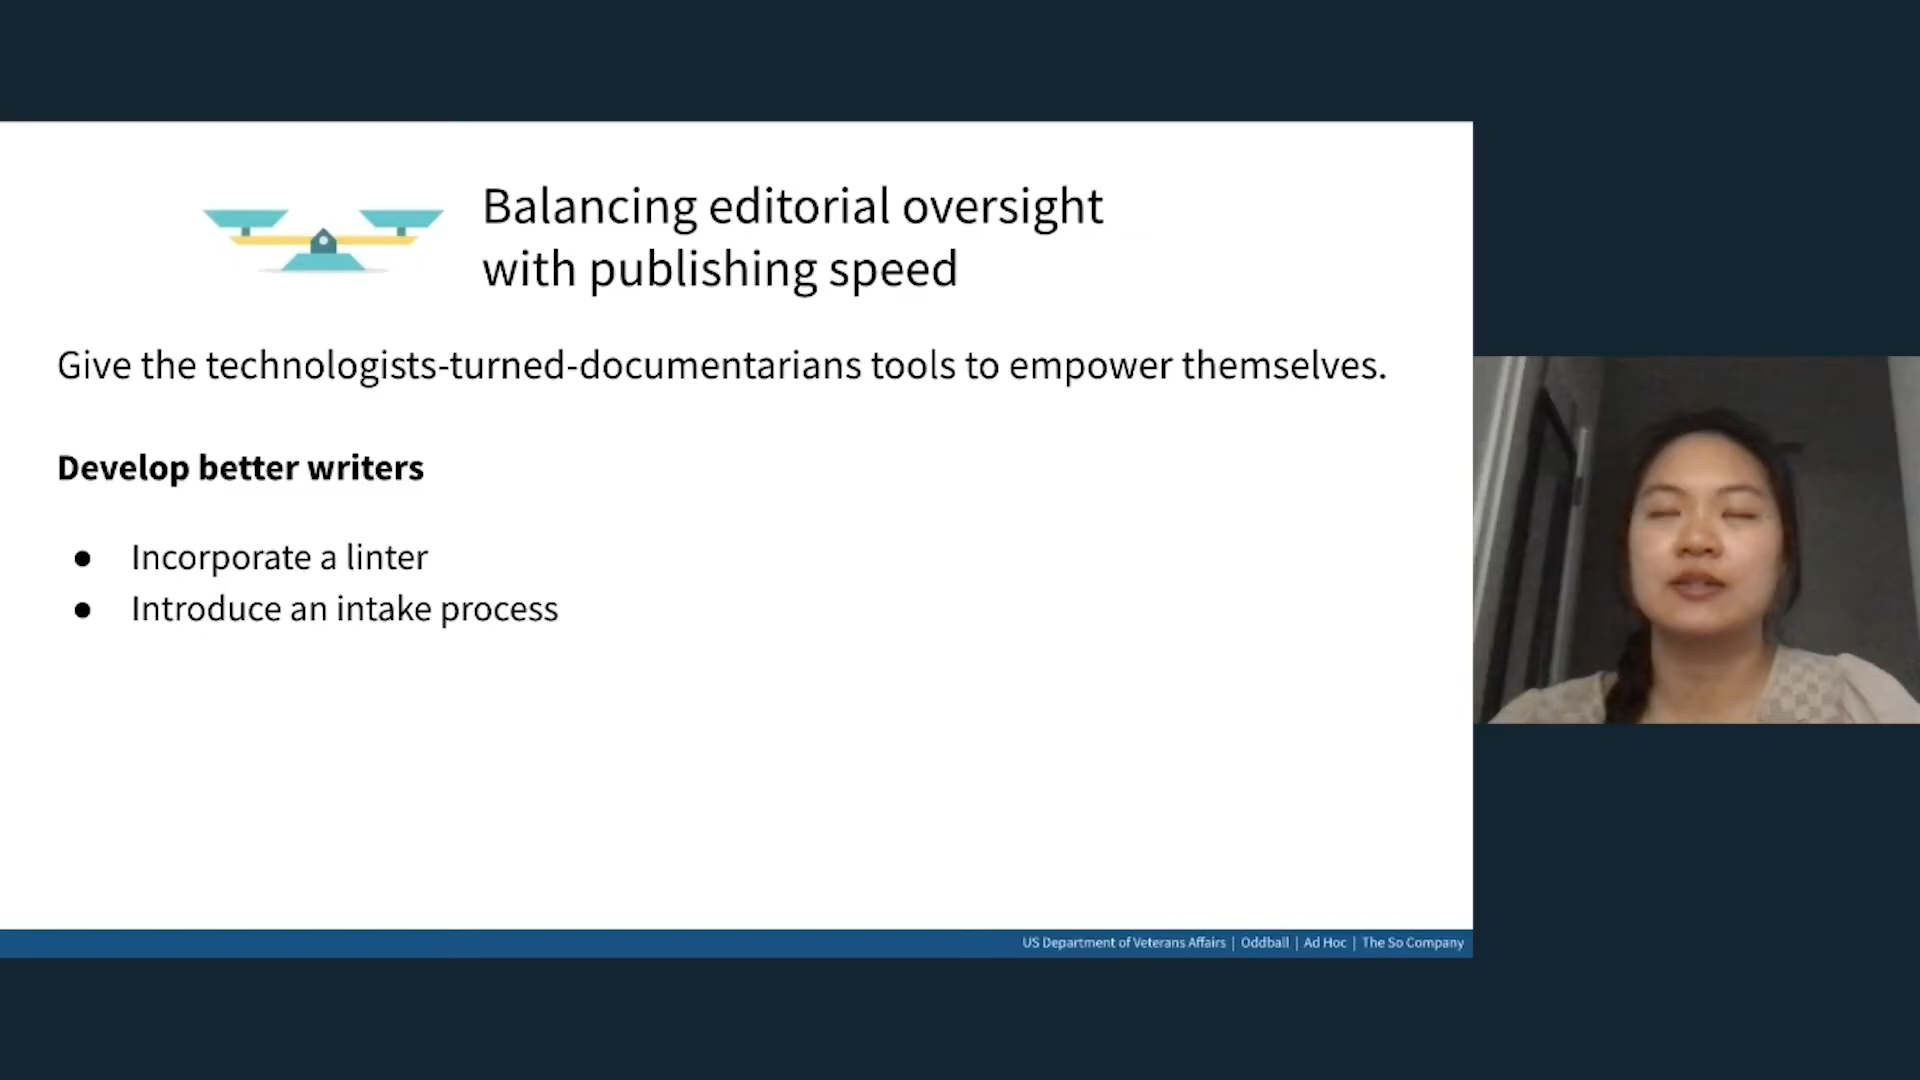 Balancing editorial oversight
with publishing speed
Give the technologists-turned-documentarians tools to empower themselves.
Develop better writers
● Incorporate a linter
● Introduce an intake process
US Department of Veterans Affairs | Oddball | Ad Hoc | The So Company